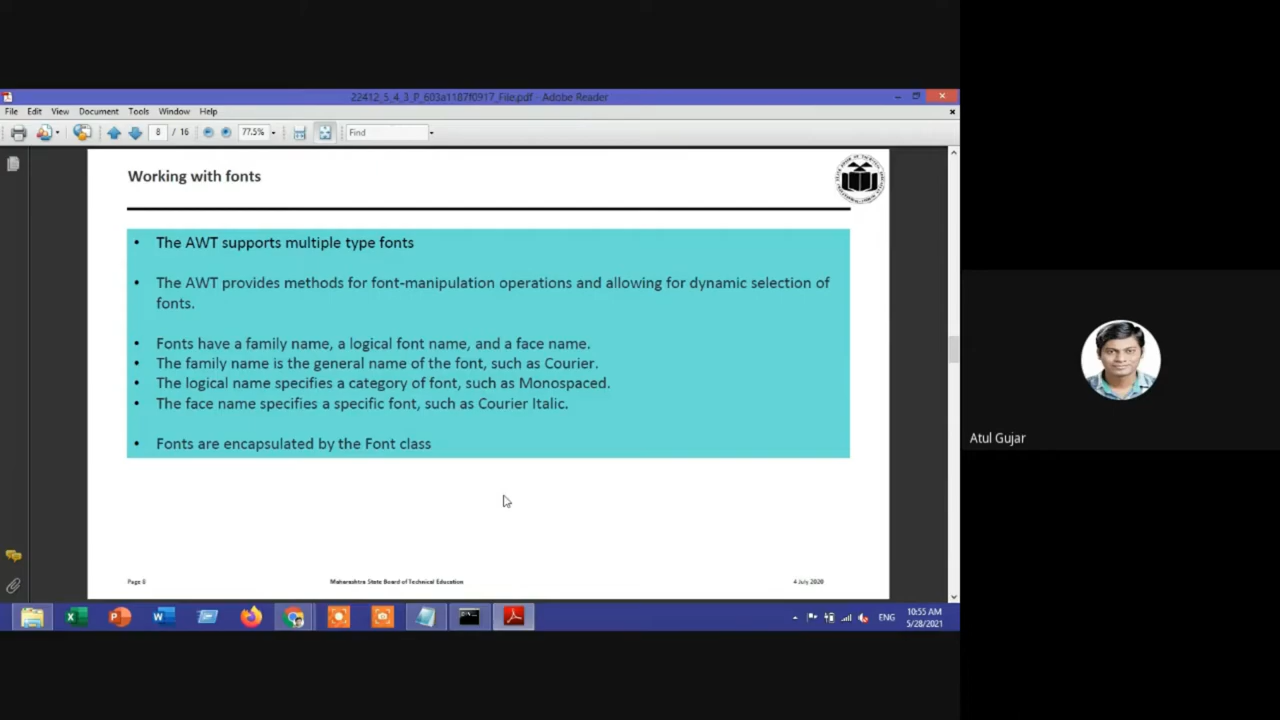 22412_5_4_3_P_603a1187f0917_File.pdf - Adobe Reader
File Edit View Document Tools Window Help
8 / 16 77.5% Find
Working with fonts
• The AWT supports multiple type fonts
• The AWT provides methods for font-manipulation operations and allowing for dynamic selection of
fonts.
• Fonts have a family name, a logical font name, and a face name.
• The family name is the general name of the font, such as Courier.
• The logical name specifies a category of font, such as Monospaced.
• The face name specifies a specific font, such as Courier Italic.
• Fonts are encapsulated by the Font class
Atul Gujar
Page 8 Maharashtra State Board of Technical Education 4 July 2020
ENG 10:55 AM
5/28/2021